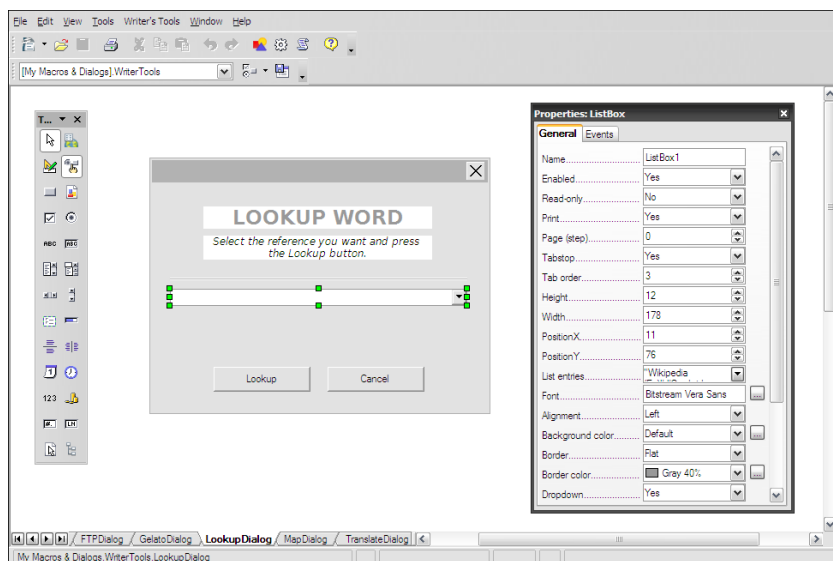 File Edit View Tools Writer's Tools Window Help
[My Macros & Dialogs].WriterTools
T...
Properties: ListBox
General Events
Name ListBox1
Enabled Yes
Read-only No
Print Yes
Page (step) 0
Tabstop Yes
Tab order 3
Height 12
Width 178
PositionX 11
PositionY 76
List entries "Wikipedia
Font Bitstream Vera Sans
Alignment Left
Background color Default
Border Flat
Border color Gray 40%
Dropdown Yes
LOOKUP WORD
Select the reference you want and press
the Lookup button.
Lookup Cancel
ABC ABC
123
FTPDialog GelatoDialog LookupDialog MapDialog TranslateDialog
My Macros & Dialogs.WriterTools.LookupDialog